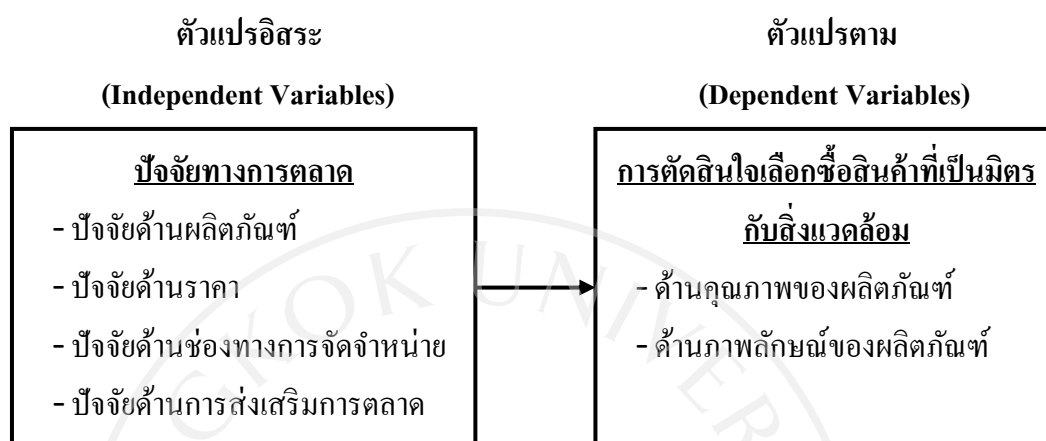 ตัวแปรอิสระ
(Independent Variables)
ปัจจัยทางการตลาด
- ปัจจัยด้านผลิตภัณฑ์
- ปัจจัยด้านราคา
- ปัจจัยด้านช่องทางการจัดจำหน่าย
- ปัจจัยด้านการส่งเสริมการตลาด
ตัวแปรตาม
(Dependent Variables)
การตัดสินใจเลือกซื้อสินค้าที่เป็นมิตร
กับสิ่งแวดล้อม
- ด้านคุณภาพของผลิตภัณฑ์
- ด้านภาพลักษณ์ของผลิตภัณฑ์
GKOK UNIVER